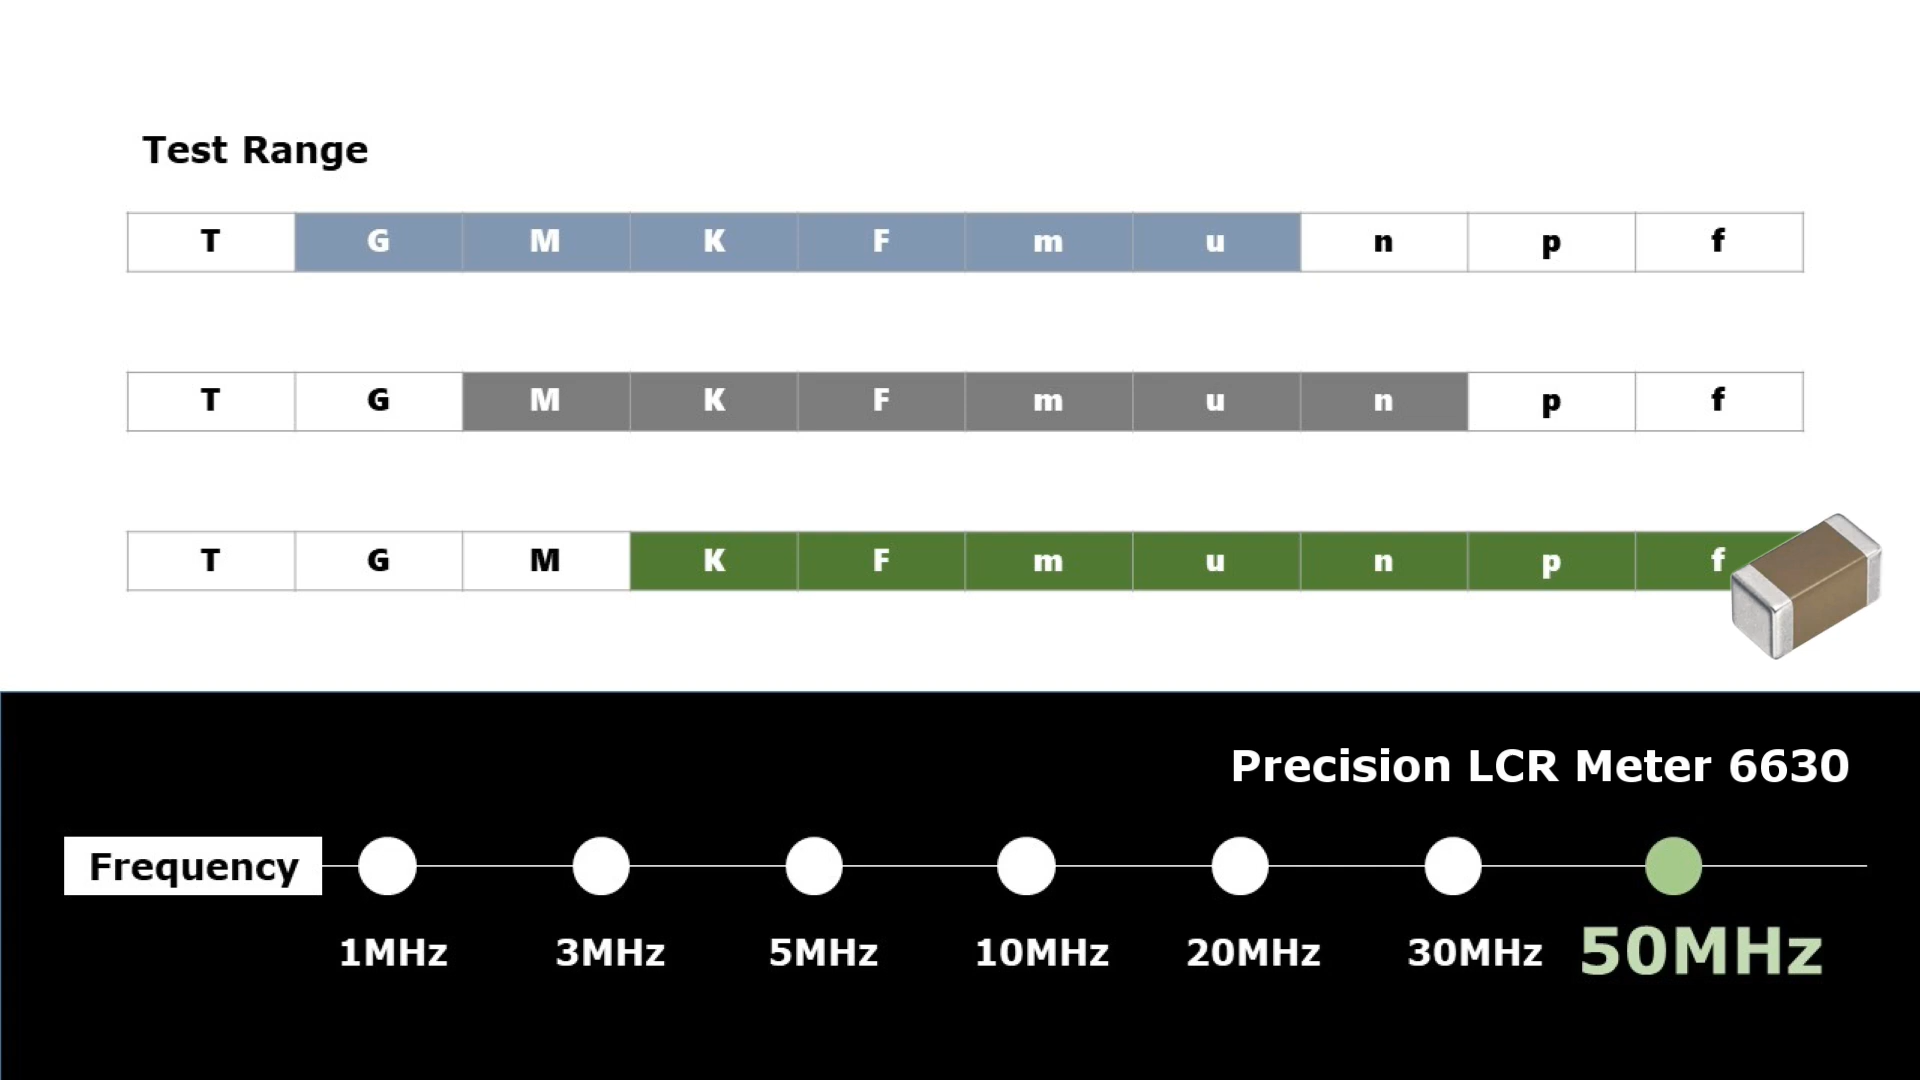 Test Range
T G M K F m u n p f
T G M K F m u n p f
T G M K F m u n p f
Precision LCR Meter 6630
Frequency
1MHz 3MHz 5MHz 10MHz 20MHz 30MHz 50MHz